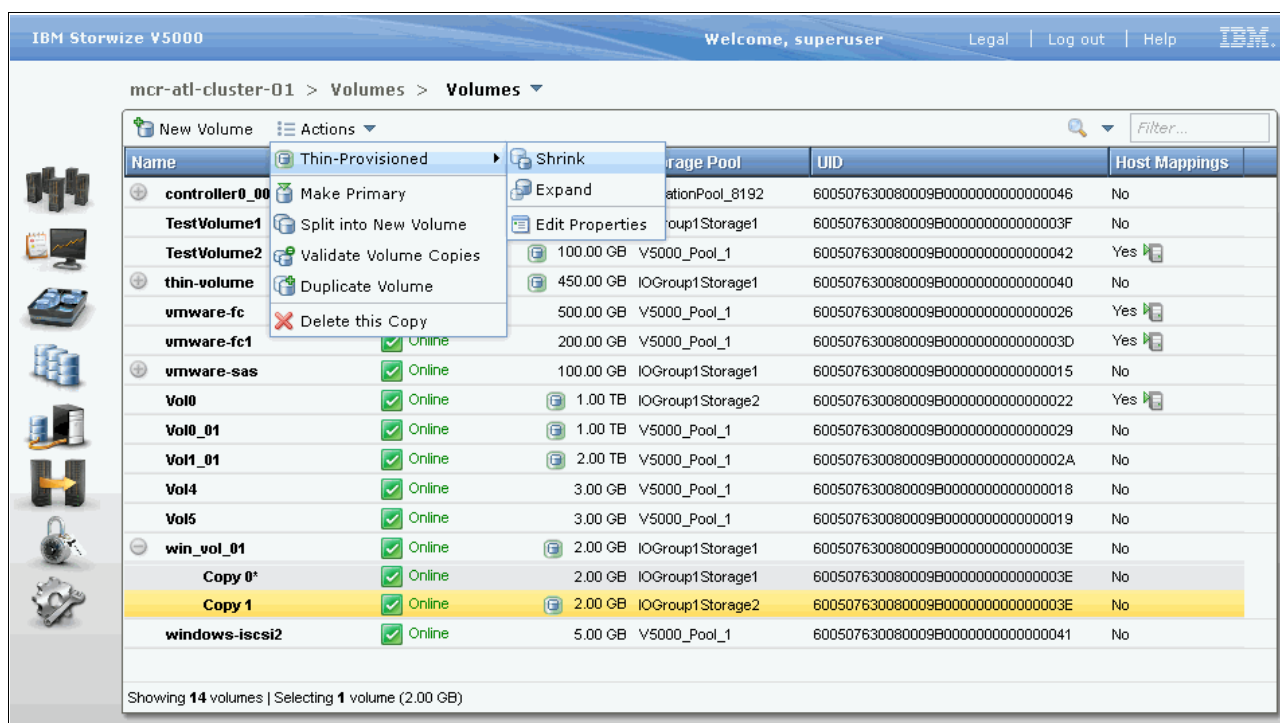 IBM Storwize V5000 Welcome, superuser Legal | Log out | Help IBM.
mcr-atl-cluster-01 > Volumes > Volumes
New Volume Actions Filter...
Name Thin-Provisioned Shrink rage Pool UID Host Mappings
controller0_00 Make Primary Expand ationPool_8192 600507630080009B0000000000000046 No
TestVolume1 Split into New Volume Edit Properties oup1Storage1 600507630080009B000000000000003F No
TestVolume2 Validate Volume Copies 100.00 GB V5000_Pool_1 600507630080009B0000000000000042 Yes
thin-volume Duplicate Volume 450.00 GB IOGroup1Storage1 600507630080009B0000000000000040 No
vmware-fc Delete this Copy 500.00 GB V5000_Pool_1 600507630080009B0000000000000026 Yes
vmware-fc1 Online 200.00 GB V5000_Pool_1 600507630080009B000000000000003D Yes
vmware-sas Online 100.00 GB IOGroup1Storage1 600507630080009B0000000000000015 No
Vol0 Online 1.00 TB IOGroup1Storage2 600507630080009B0000000000000022 Yes
Vol0_01 Online 1.00 TB V5000_Pool_1 600507630080009B0000000000000029 No
Vol1_01 Online 2.00 TB V5000_Pool_1 600507630080009B000000000000002A No
Vol4 Online 3.00 GB V5000_Pool_1 600507630080009B0000000000000018 No
Vol5 Online 3.00 GB V5000_Pool_1 600507630080009B0000000000000019 No
win_vol_01 Online 2.00 GB IOGroup1Storage1 600507630080009B000000000000003E No
Copy 0* Online 2.00 GB IOGroup1Storage1 600507630080009B000000000000003E No
Copy 1 Online 2.00 GB IOGroup1Storage2 600507630080009B000000000000003E No
windows-iscsi2 Online 5.00 GB V5000_Pool_1 600507630080009B0000000000000041 No
Showing 14 volumes | Selecting 1 volume (2.00 GB)